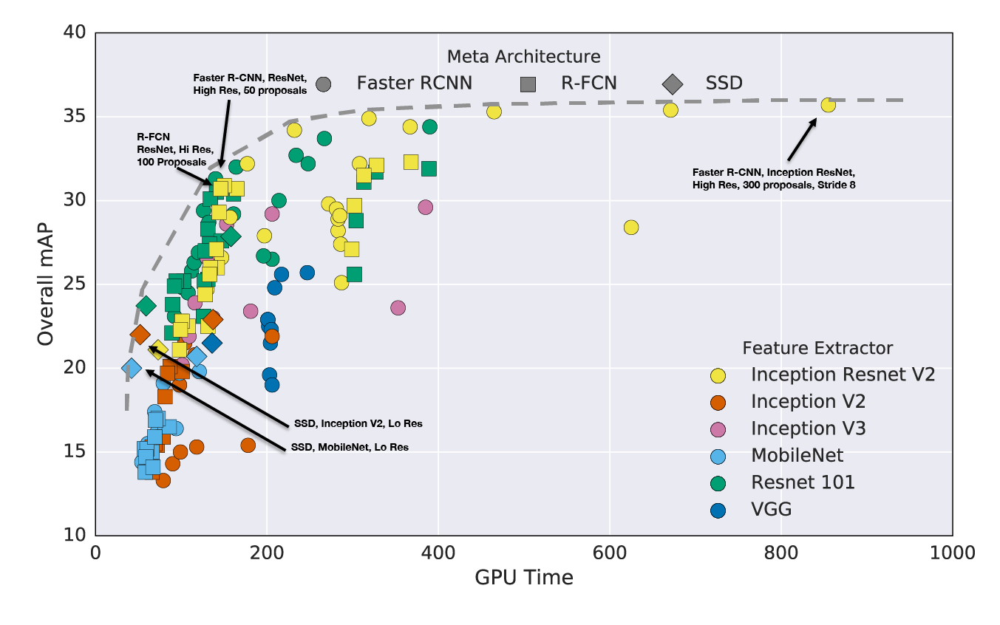 40
Meta Architecture
Faster R-CNN, ResNet,
High Res, 50 proposals
Faster RCNN
R-FCN
SSD
35
R-FCN
ResNet, Hi Res,
100 Proposals
Faster R-CNN, Inception ResNet,
High Res, 300 proposals, Stride 8
30
Overall mAP
25
Feature Extractor
20
Inception Resnet V2
Inception V2
SSD, Inception V2, Lo Res
Inception V3
SSD, MobileNet, Lo Res
15
MobileNet
Resnet 101
VGG
10
0
200
400
600
800
1000
GPU Time